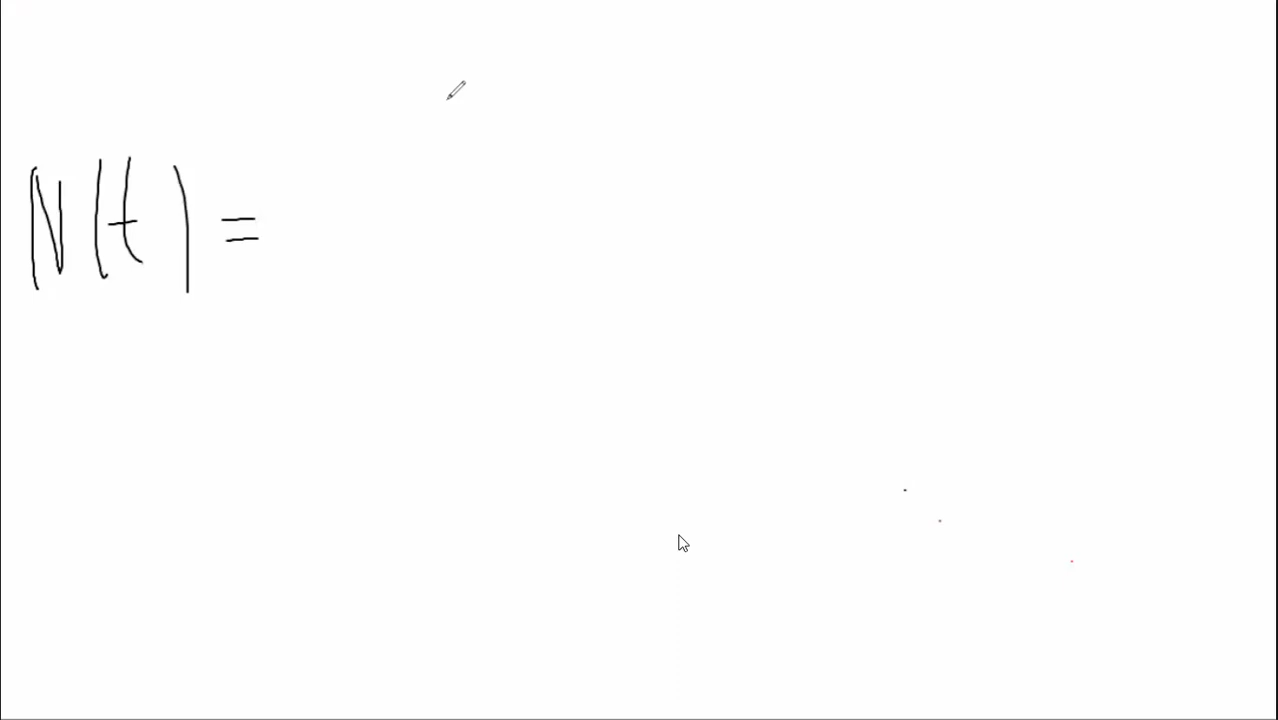 N(t) =